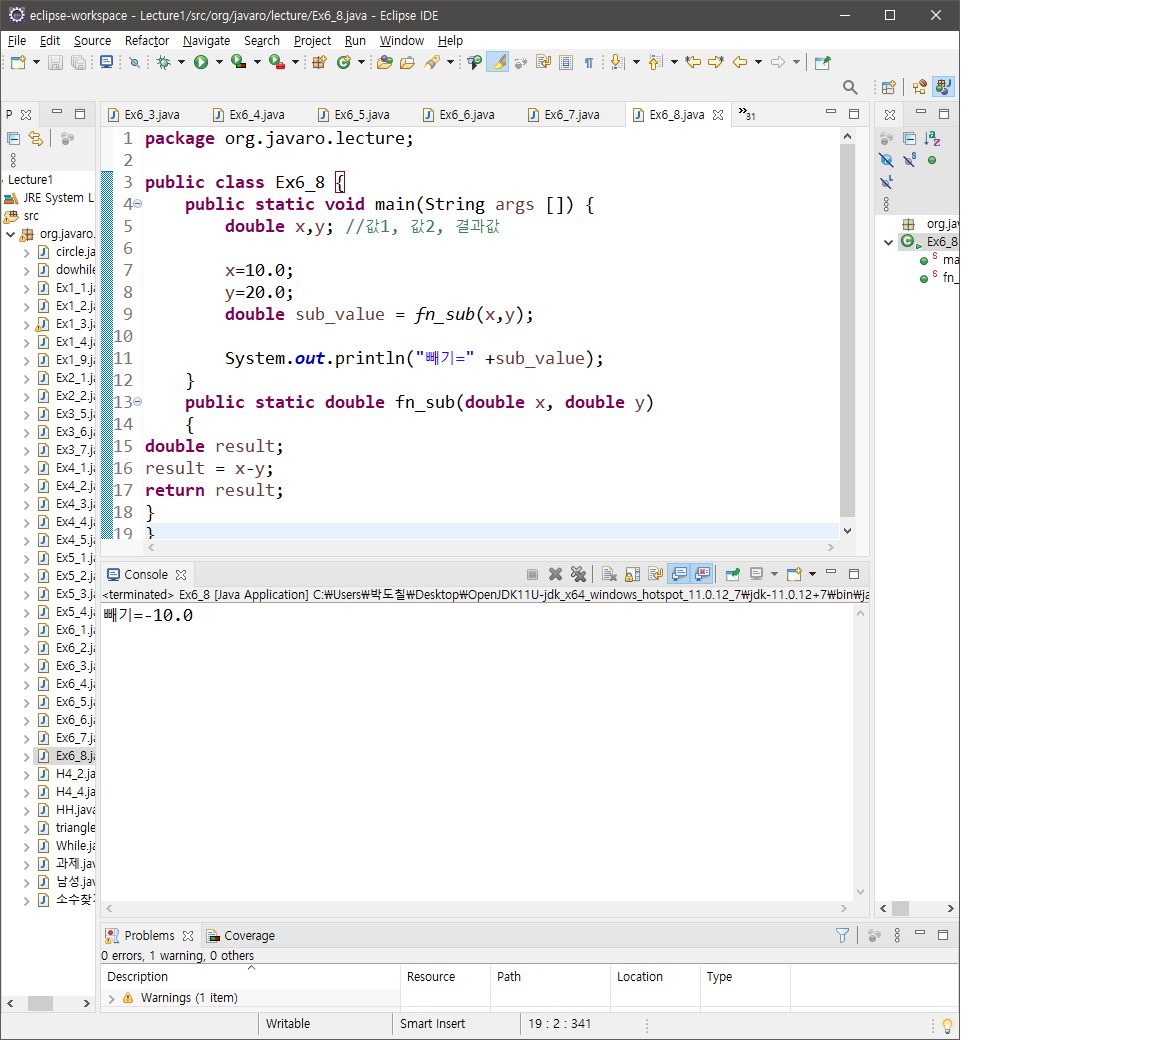 eclipse-workspace - Lecture1/src/org/javaro/lecture/Ex6_8.java - Eclipse IDE
File Edit Source Refactor Navigate Search Project Run Window Help
P
Ex6_3.java Ex6_4.java Ex6_5.java Ex6_6.java Ex6_7.java Ex6_8.java »31
Lecture1
JRE System L
src
org.javaro.
circle.ja
dowhile
Ex1_1.ja
Ex1_2.ja
Ex1_3.ja
Ex1_4.ja
Ex1_9.ja
Ex2_1.ja
Ex2_2.ja
Ex3_5.ja
Ex3_6.ja
Ex3_7.ja
Ex4_1.ja
Ex4_2.ja
Ex4_3.ja
Ex4_4.ja
Ex4_5.ja
Ex5_1.ja
Ex5_2.ja
Ex5_3.ja
Ex5_4.ja
Ex6_1.ja
Ex6_2.ja
Ex6_3.ja
Ex6_4.ja
Ex6_5.ja
Ex6_6.ja
Ex6_7.ja
Ex6_8.ja
H4_2.ja
H4_4.ja
HH.java
triangle
While.ja
과제.jav
남성.jav
소수찾
1 package org.javaro.lecture;
2
3 public class Ex6_8 {
4 public static void main(String args []) {
5 double x,y; //값1, 값2, 결과값
6
7 x=10.0;
8 y=20.0;
9 double sub_value = fn_sub(x,y);
10
11 System.out.println("빼기=" +sub_value);
12 }
13 public static double fn_sub(double x, double y)
14 {
15 double result;
16 result = x-y;
17 return result;
18 }
19 }
org.jav
Ex6_8
ma
fn_
Console
<terminated> Ex6_8 [Java Application] C:₩Users₩박도칠₩Desktop₩OpenJDK11U-jdk_x64_windows_hotspot_11.0.12_7₩jdk-11.0.12+7₩bin₩ja
빼기=-10.0
Problems Coverage
0 errors, 1 warning, 0 others
Description Resource Path Location Type
Warnings (1 item)
Writable Smart Insert 19 : 2 : 341